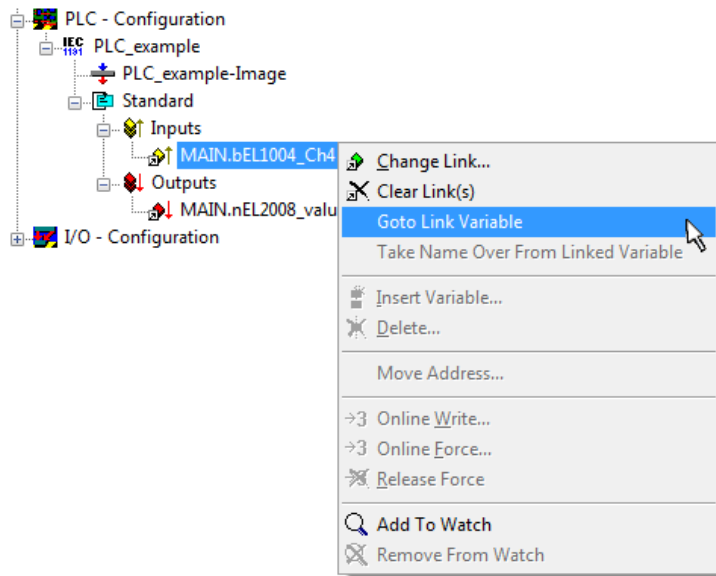 PLC - Configuration
IEC
1131
PLC_example
PLC_example-Image
Standard
Inputs
MAIN.bEL1004_Ch4
Outputs
MAIN.nEL2008_valu
I/O - Configuration
Change Link...
Clear Link(s)
Goto Link Variable
Take Name Over From Linked Variable
Insert Variable...
Delete...
Move Address...
→3 Online Write...
→3 Online Force...
Release Force
Add To Watch
Remove From Watch